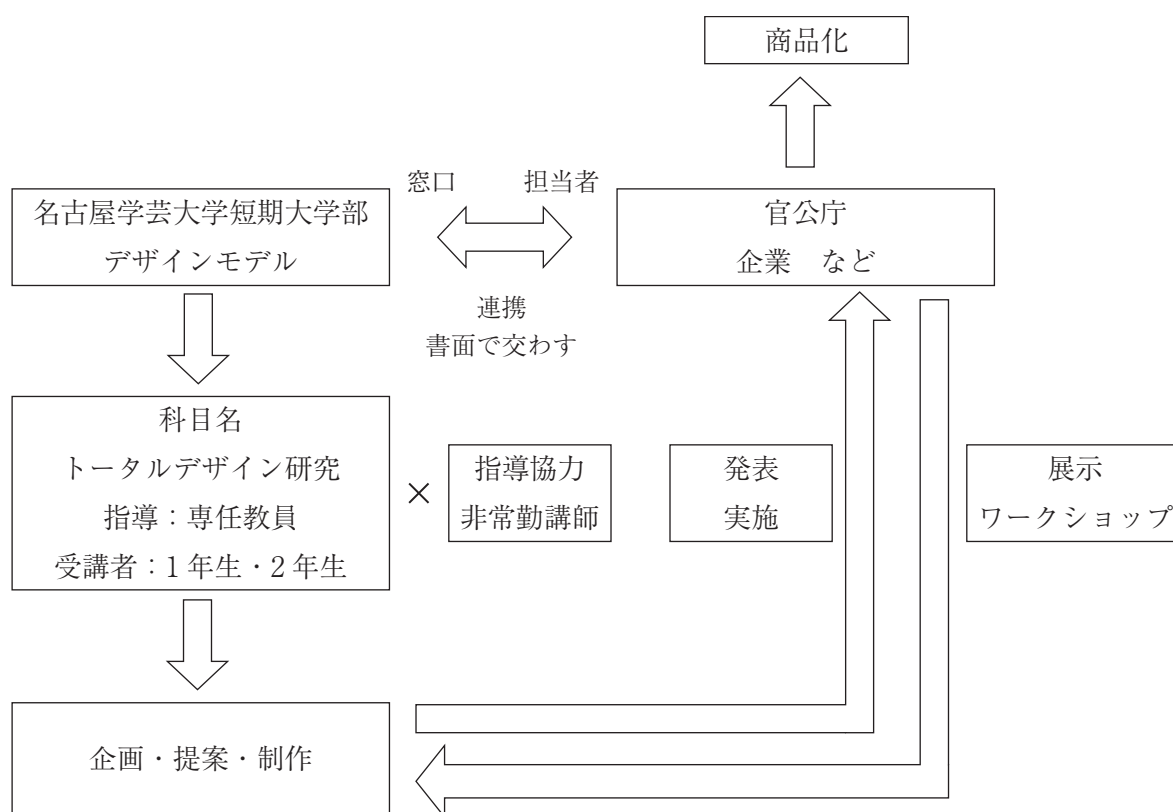 商品化
窓口
担当者
名古屋学芸大学短期大学部
デザインモデル
官公庁
企業　など
連携
書面で交わす
科目名
トータルデザイン研究
指導：専任教員
受講者：1年生・2年生
×
指導協力
非常勤講師
発表
実施
展示
ワークショップ
企画・提案・制作